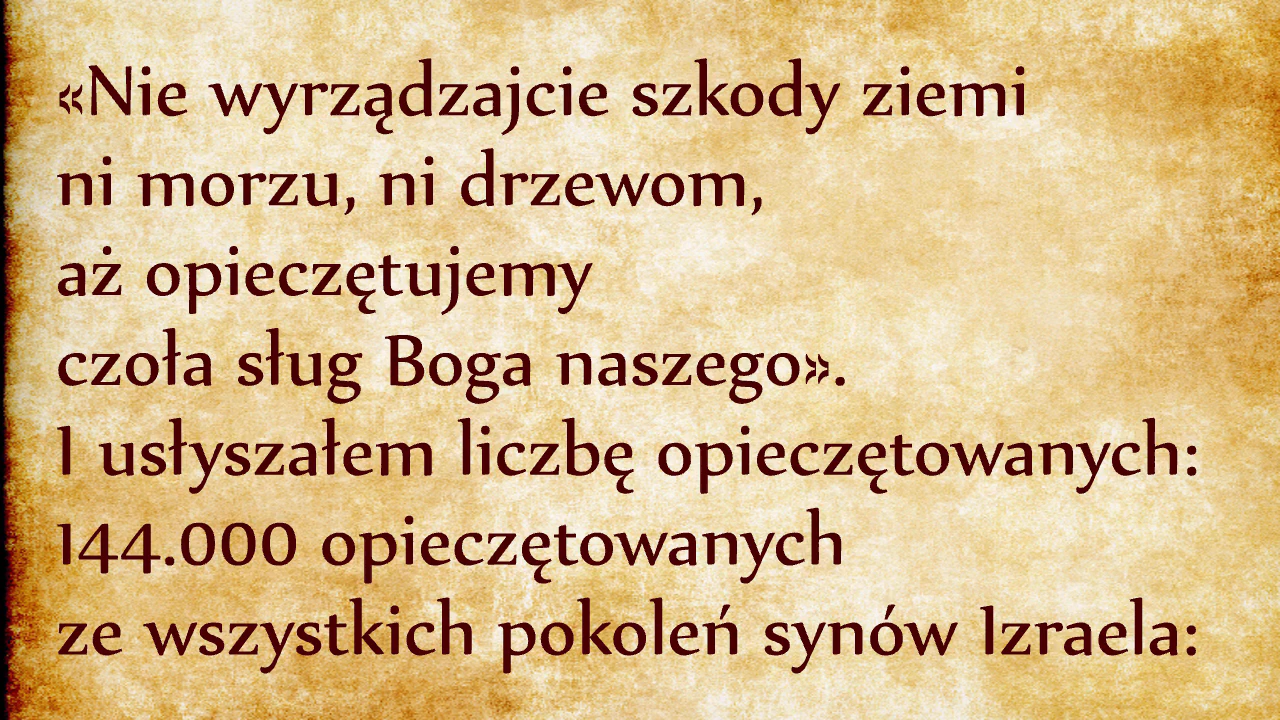 «Nie wyrządzajcie szkody ziemi
ni morzu, ni drzewom,
aż opieczętujemy
czoła sług Boga naszego».
I usłyszałem liczbę opieczętowanych:
144.000 opieczętowanych
ze wszystkich pokoleń synów Izraela: